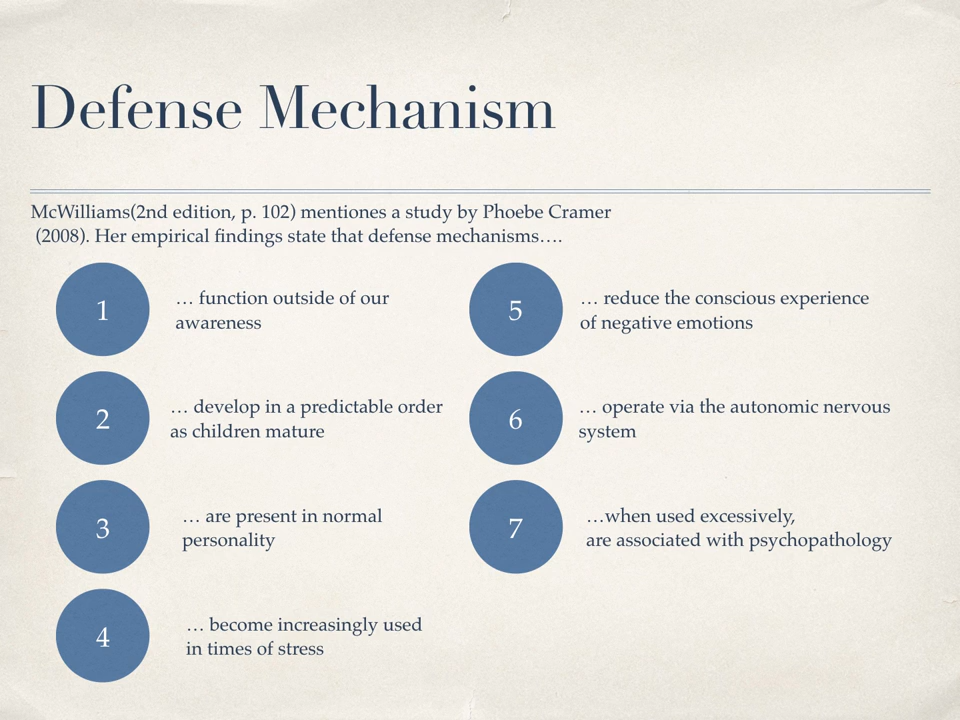 Defense Mechanism
McWilliams(2nd edition, p. 102) mentiones a study by Phoebe Cramer
(2008). Her empirical findings state that defense mechanisms….
1
… function outside of our
awareness
2
… develop in a predictable order
as children mature
3
… are present in normal
personality
4
… become increasingly used
in times of stress
5
… reduce the conscious experience
of negative emotions
6
… operate via the autonomic nervous
system
7
…when used excessively,
are associated with psychopathology